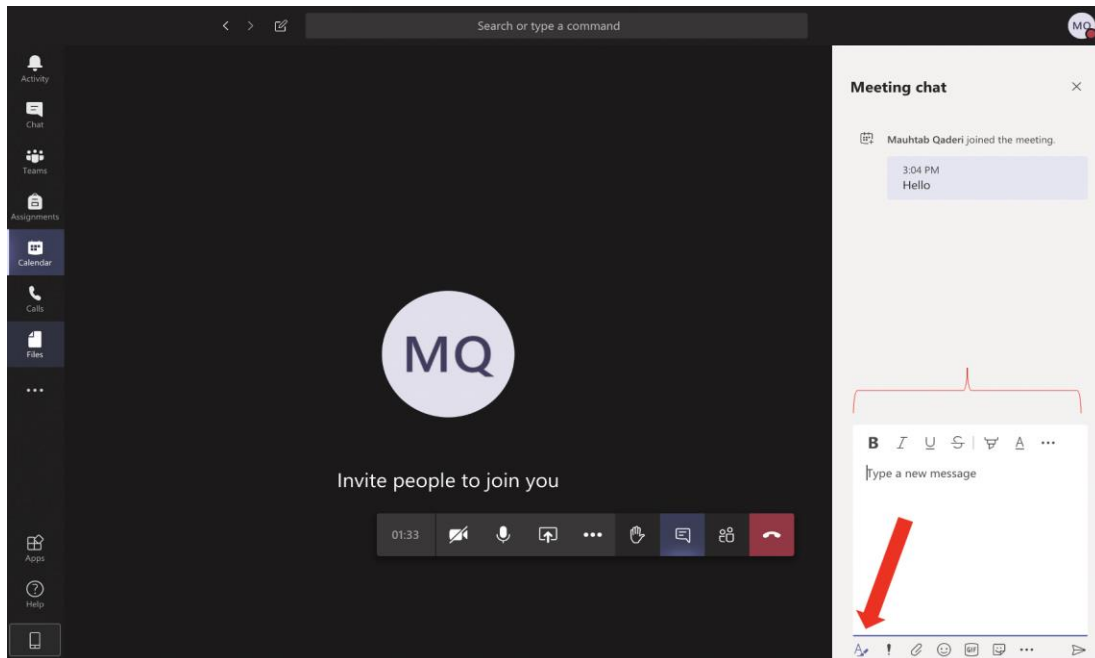 Search or type a command
MQ
Activity
Chat
Teams
Assignments
Calendar
Calls
Files
Apps
Help
MQ
Invite people to join you
01:33
Meeting chat
Mauhtab Qaderi joined the meeting.
3:04 PM
Hello
B I U S A
Type a new message
GIF